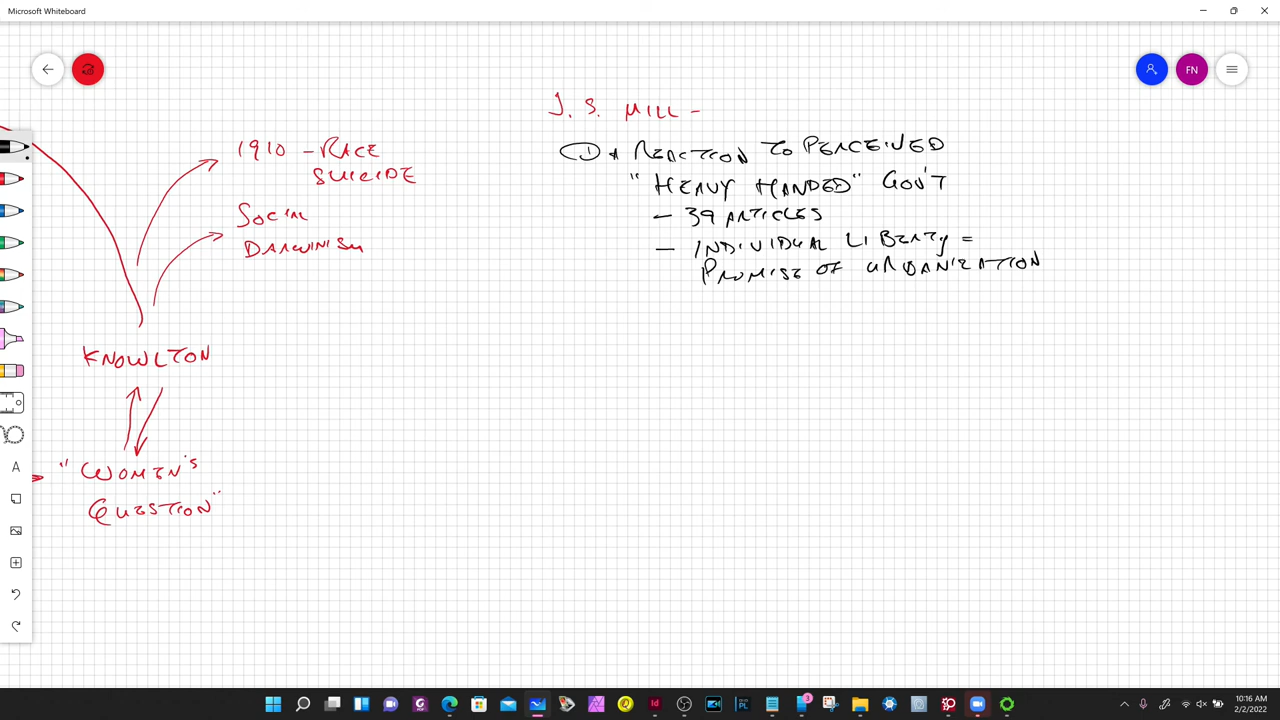 Microsoft Whiteboard
FN
1910 - RACE
SUICIDE
SOCIAL
DARWINISM
KNOWLTON
"WOMEN'S
QUESTION"
J. S. MILL -
① A REACTION TO PERCEIVED
"HEAVY HANDED" GOV'T
- 39 ARTICLES
- INDIVIDUAL LIBERTY =
PROMISE OF URBANIZATION
A
3
10:16 AM
2/2/2022